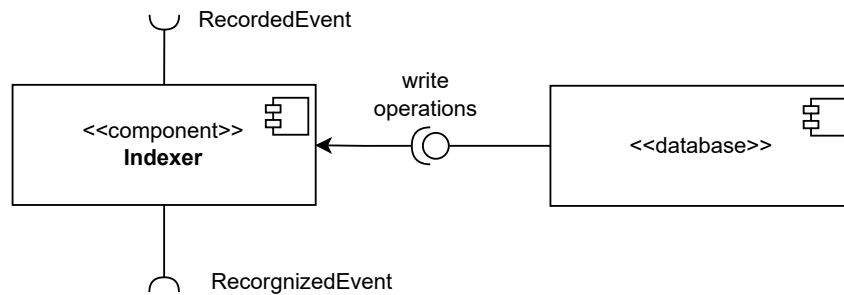 RecordedEvent
write
operations
<<component>>
Indexer
<<database>>
RecorgnizedEvent